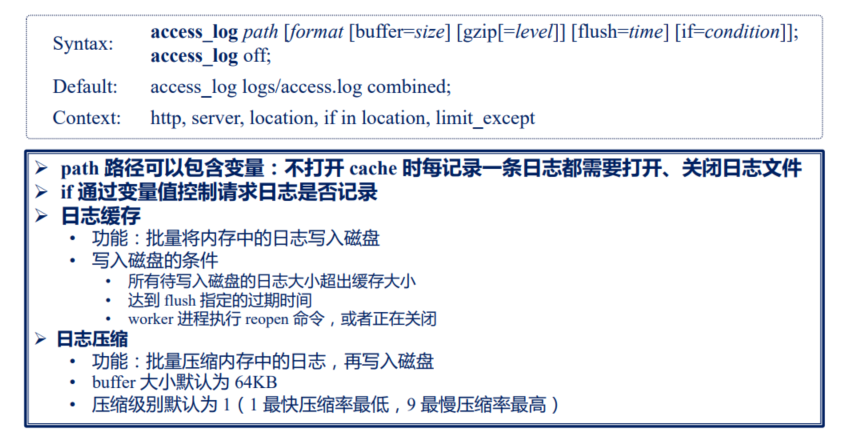 Syntax: access_log path [format [buffer=size] [gzip[=level]] [flush=time] [if=condition]];
access_log off;
Default: access_log logs/access.log combined;
Context: http, server, location, if in location, limit_except
➢ path 路径可以包含变量：不打开 cache 时每记录一条日志都需要打开、关闭日志文件
➢ if 通过变量值控制请求日志是否记录
➢ 日志缓存
• 功能：批量将内存中的日志写入磁盘
• 写入磁盘的条件
• 所有待写入磁盘的日志大小超出缓存大小
• 达到 flush 指定的过期时间
• worker 进程执行 reopen 命令，或者正在关闭
➢ 日志压缩
• 功能：批量压缩内存中的日志，再写入磁盘
• buffer 大小默认为 64KB
• 压缩级别默认为 1（1 最快压缩率最低，9 最慢压缩率最高）